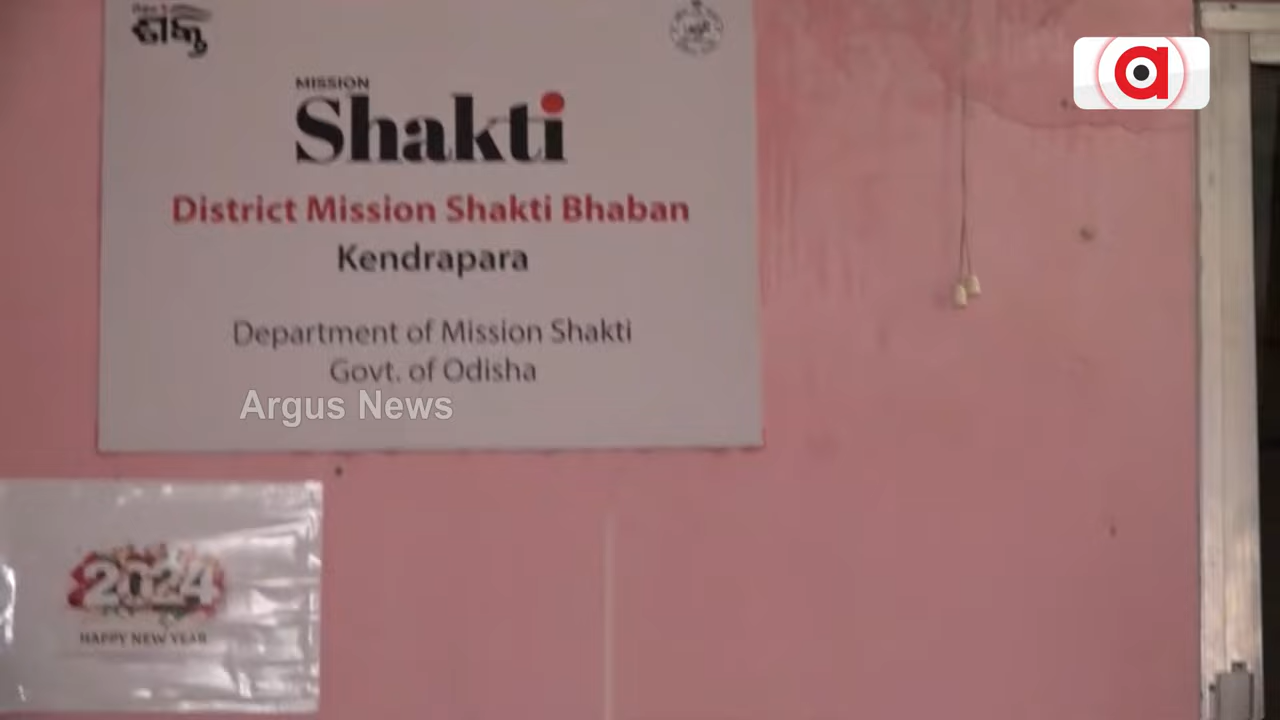 ଶକ୍ତି
MISSION
Shakti
District Mission Shakti Bhaban
Kendrapara
Department of Mission Shakti
Govt. of Odisha
Argus News
2024
HAPPY NEW YEAR